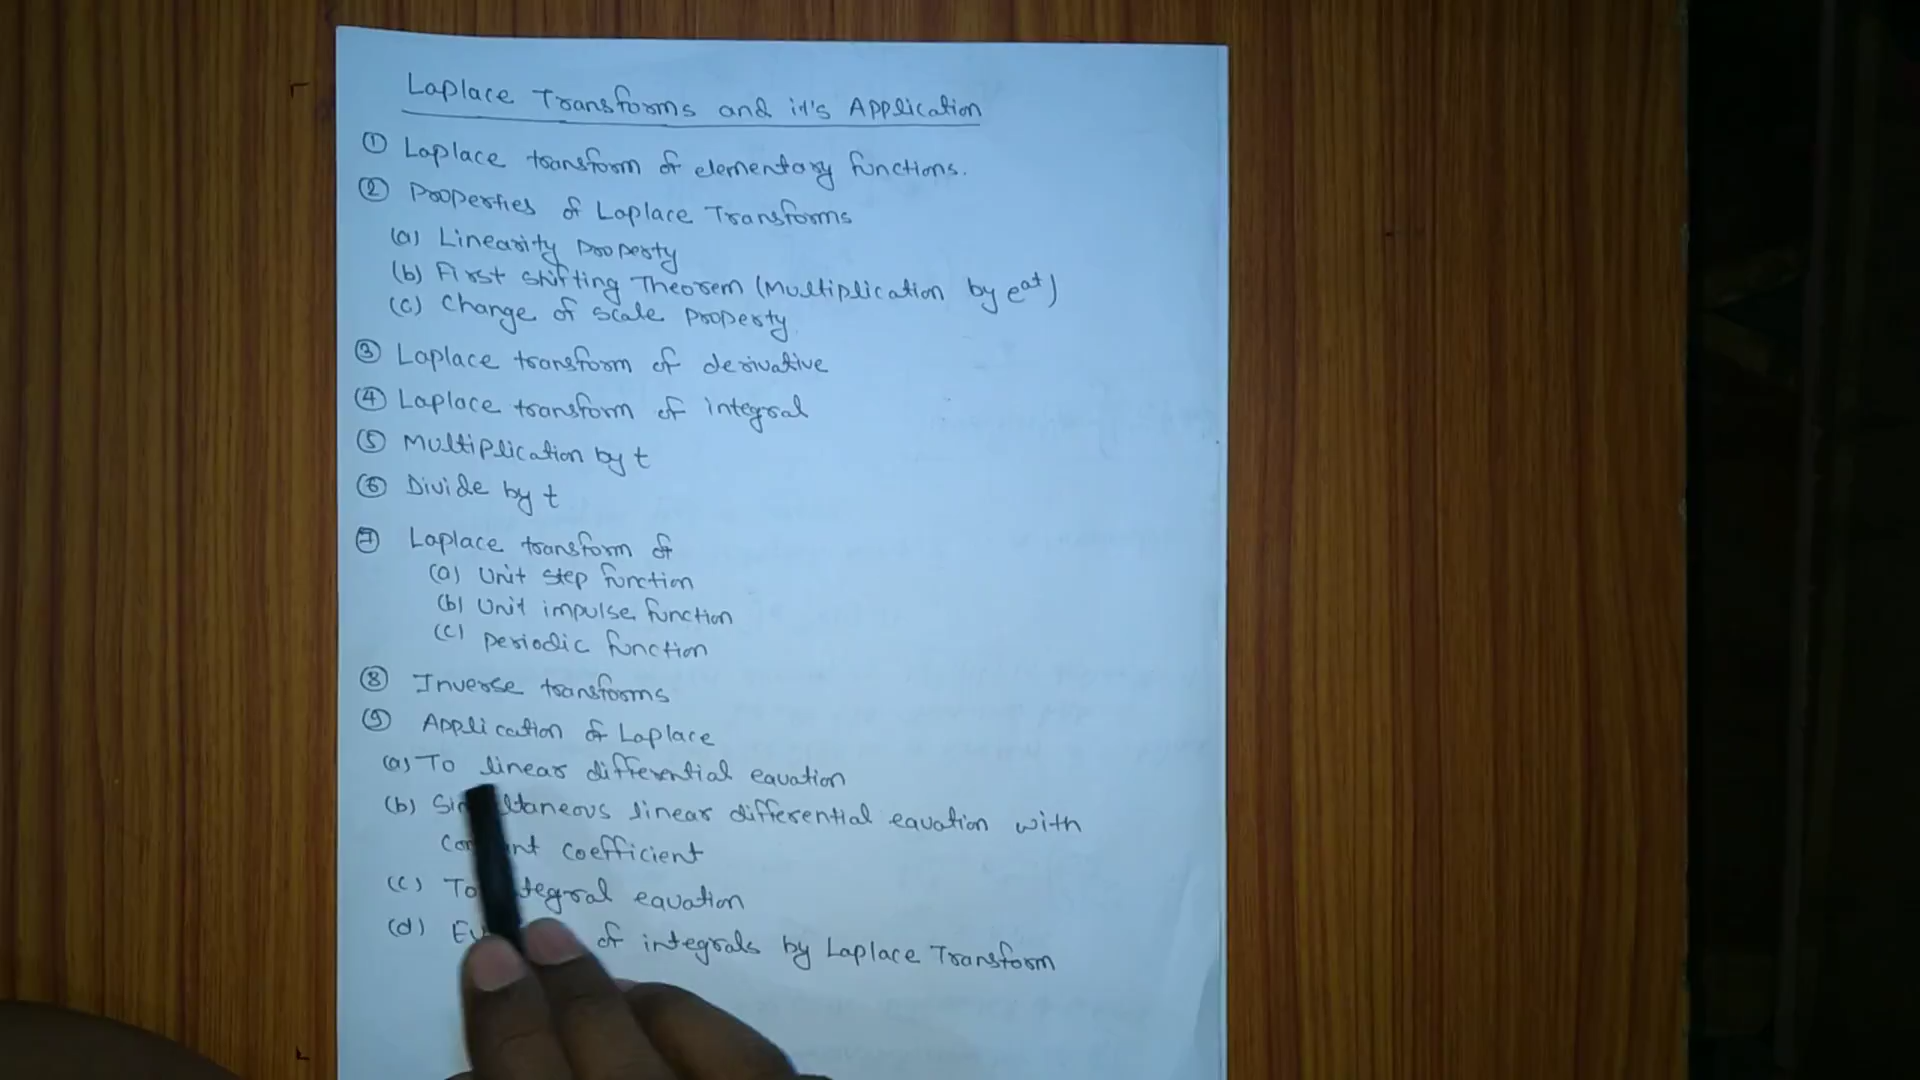 Laplace Transforms and it's Application
① Laplace transform of elementary functions.
② Properties of Laplace Transforms
(a) Linearity property
(b) First shifting Theorem (Multiplication by e^at)
(c) Change of scale property
③ Laplace transform of derivative
④ Laplace transform of integral
⑤ Multiplication by t
⑥ Divide by t
⑦ Laplace transform of
(a) Unit step function
(b) Unit impulse function
(c) periodic function
⑧ Inverse transforms
⑨ Application of Laplace
(a) To linear differential equation
(b) linear differential equation with
coefficient
(c) To equation
(d) of integrals by Laplace Transform